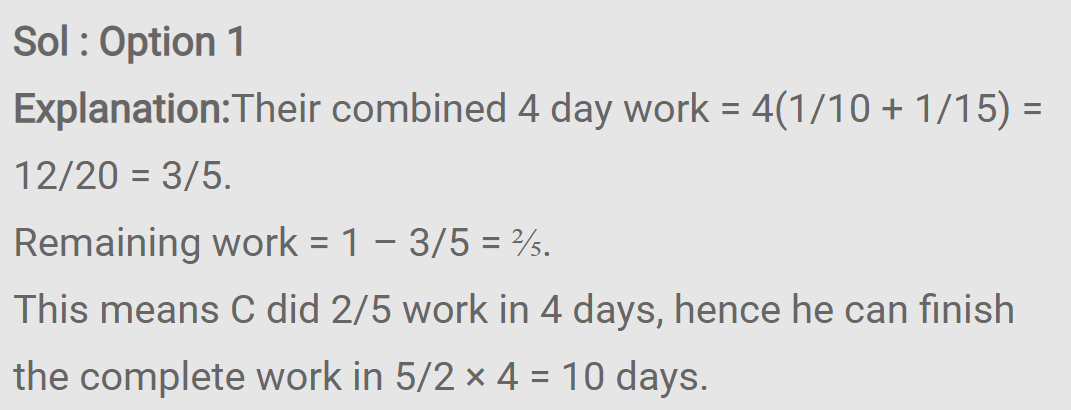 Sol : Option 1
Explanation:Their combined 4 day work = 4(1/10 + 1/15) =
12/20 = 3/5.
Remaining work = 1 – 3/5 = ⅖.
This means C did 2/5 work in 4 days, hence he can finish
the complete work in 5/2 × 4 = 10 days.